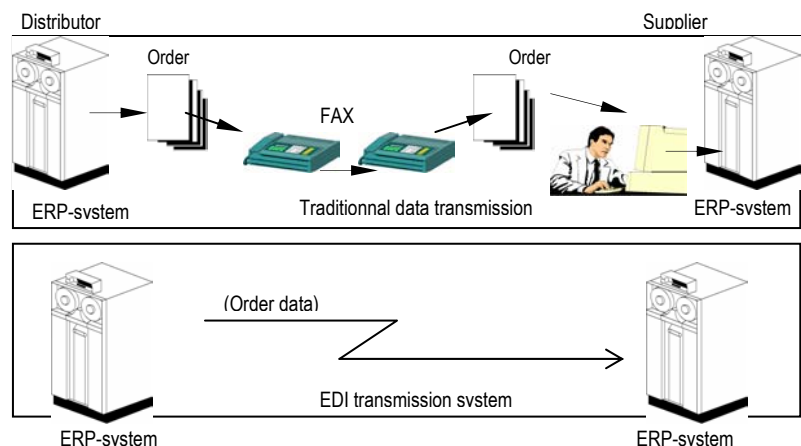 Distributor
Supplier
Order
Order
FAX
ERP-system
Traditionnal data transmission
ERP-system
(Order data)
EDI transmission system
ERP-system
ERP-system